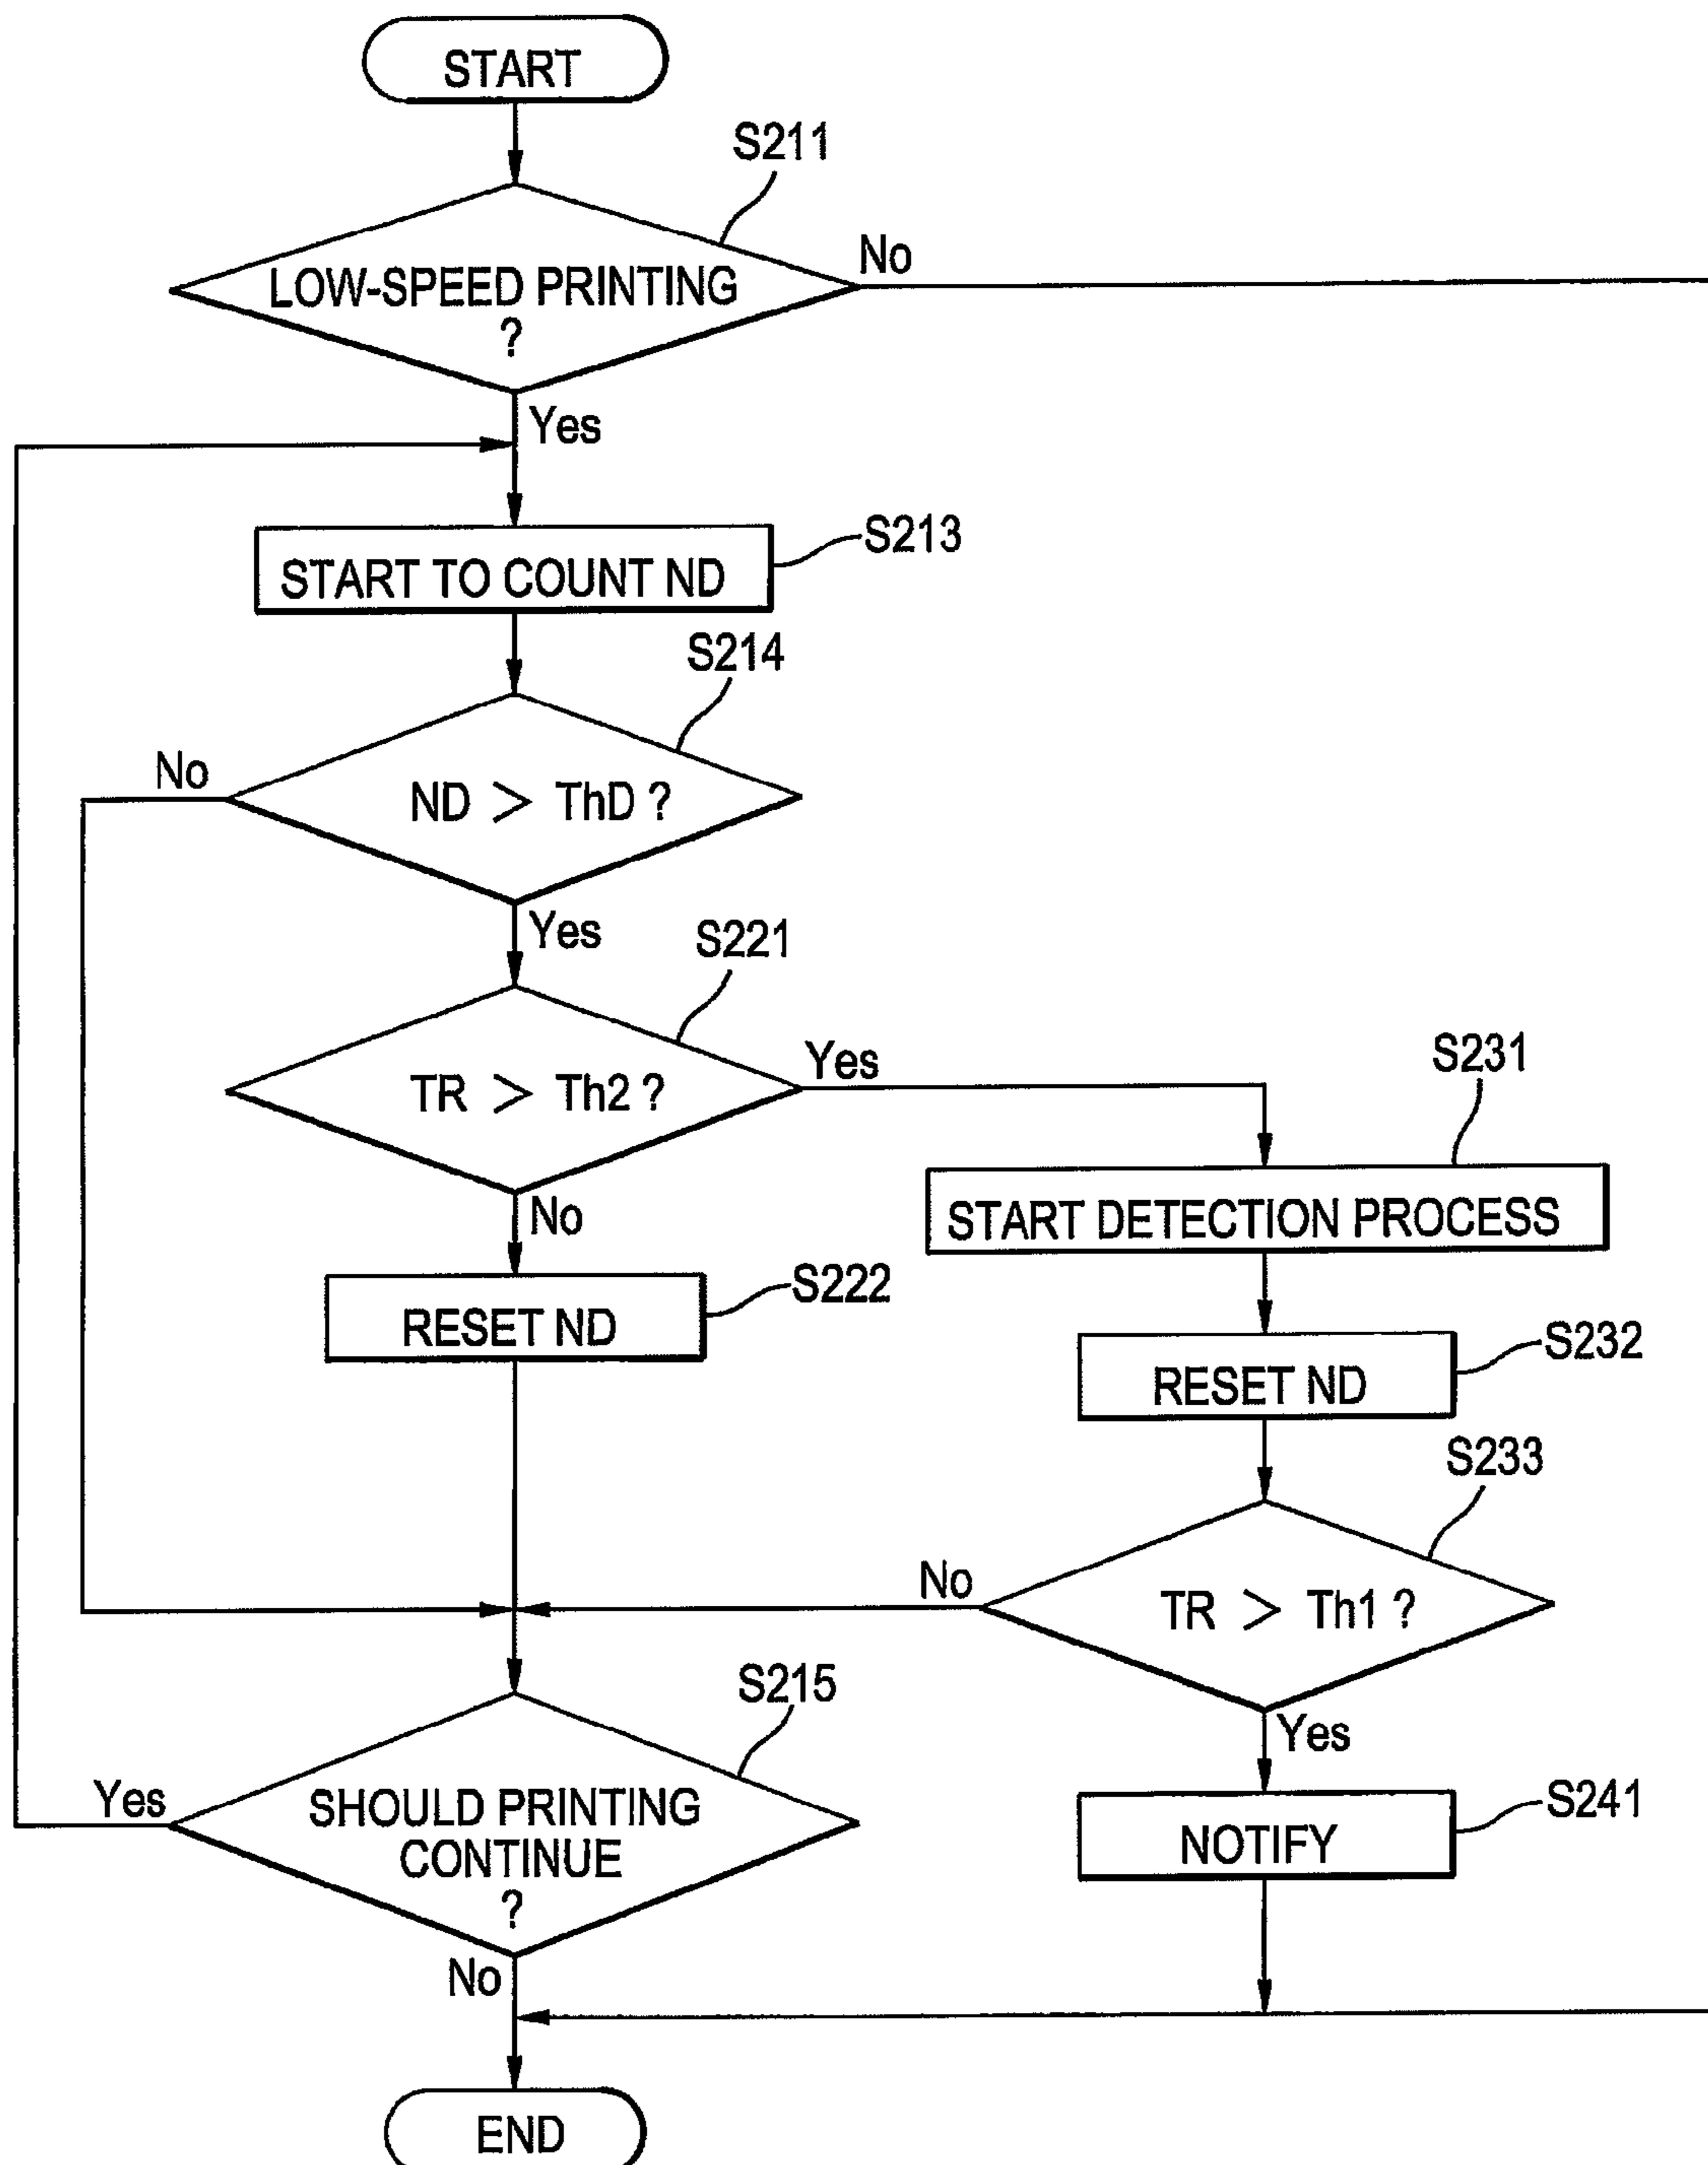 START
S211
LOW-SPEED PRINTING
?
No
Yes
START TO COUNT ND
S213
S214
No
ND > ThD ?
Yes
S221
TR > Th2 ?
Yes
S231
START DETECTION PROCESS
No
S222
RESET ND
S232
RESET ND
S233
No
TR > Th1 ?
S215
Yes
Yes
SHOULD PRINTING
CONTINUE
?
S241
NOTIFY
No
END